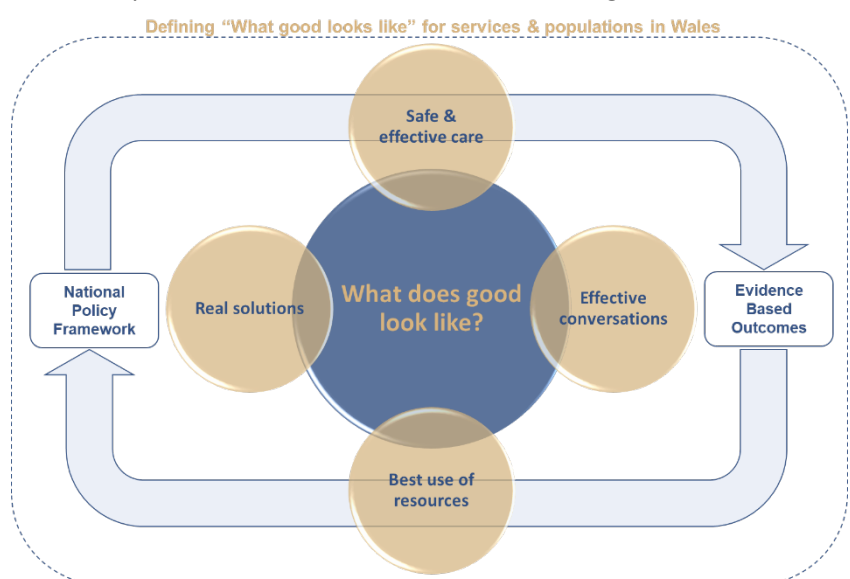 Defining “What good looks like” for services & populations in Wales
Safe &
effective care
National
Policy
Framework
Real solutions
What does good
look like?
Effective
conversations
Evidence
Based
Outcomes
Best use of
resources